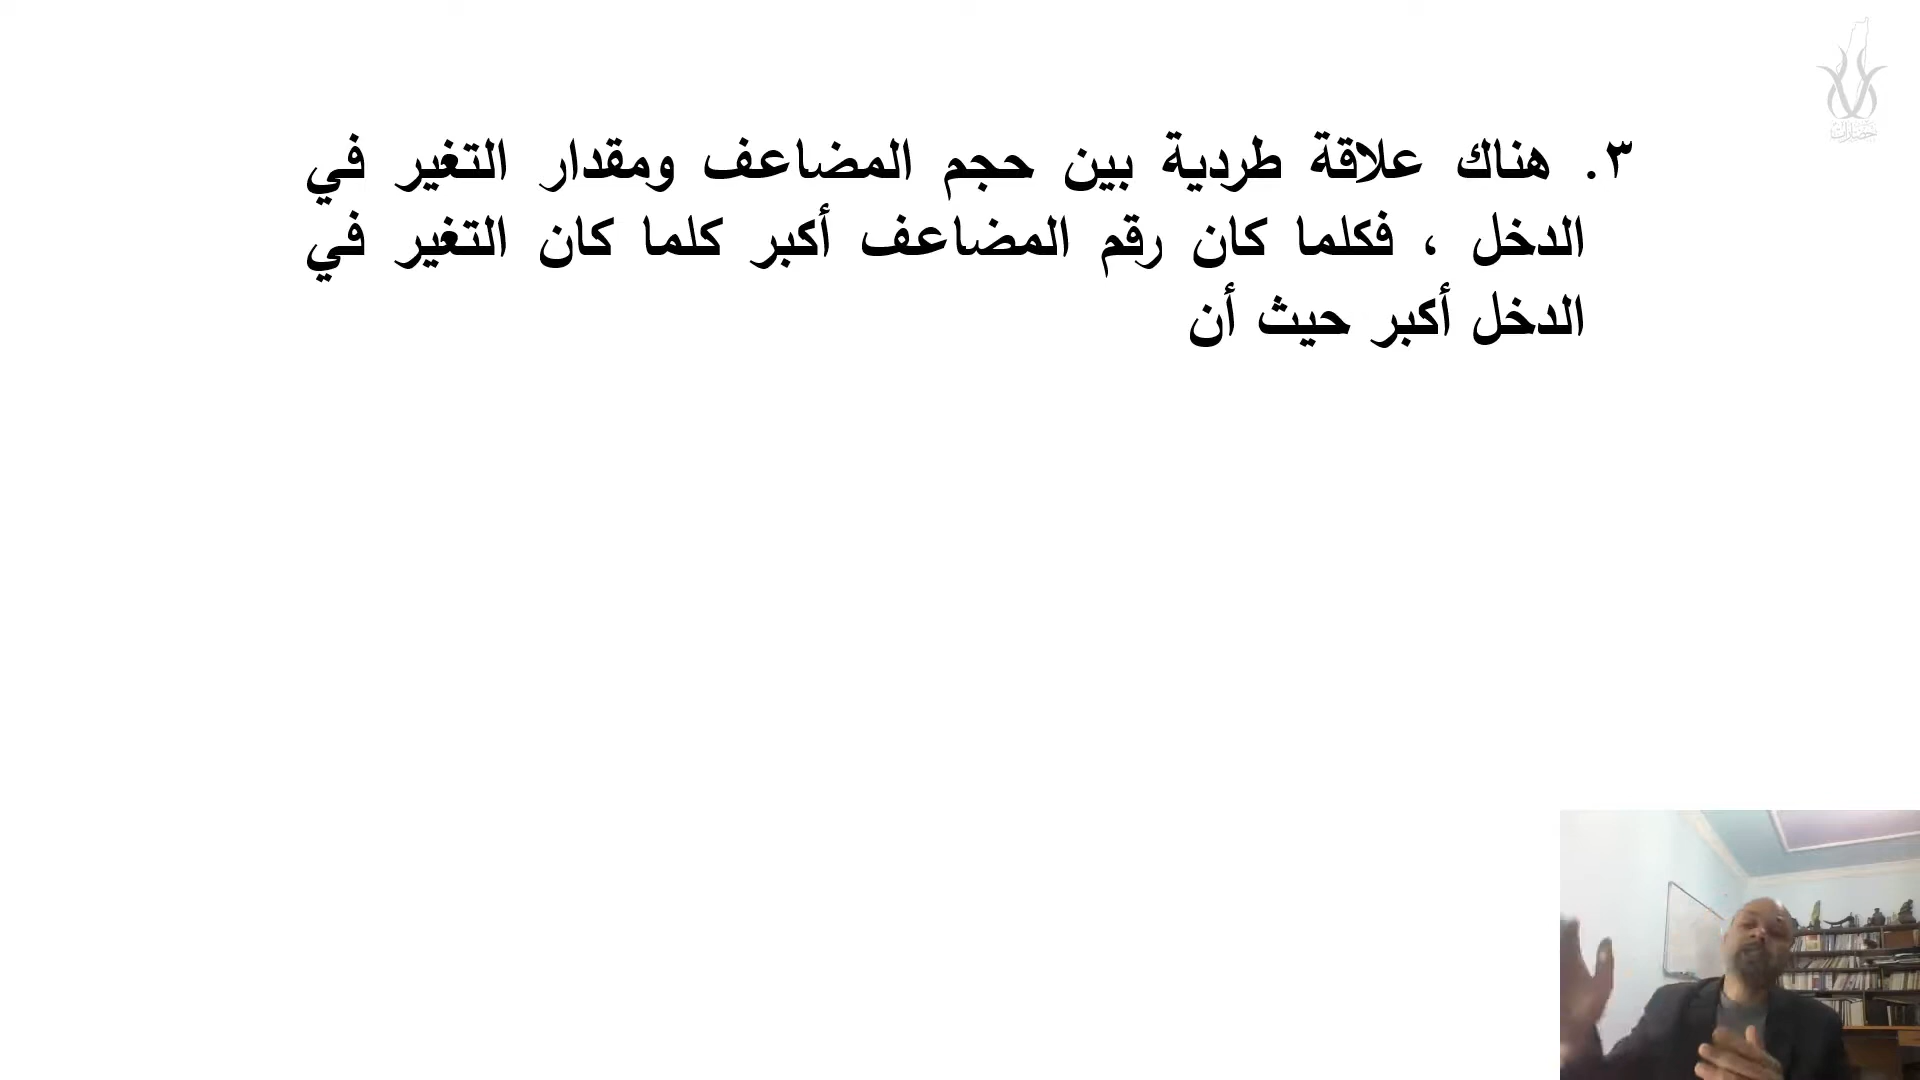 ٣. هناك علاقة طردية بين حجم المضاعف ومقدار التغير في
الدخل ، فكلما كان رقم المضاعف أكبر كلما كان التغير في
الدخل أكبر حيث أن
حضارات